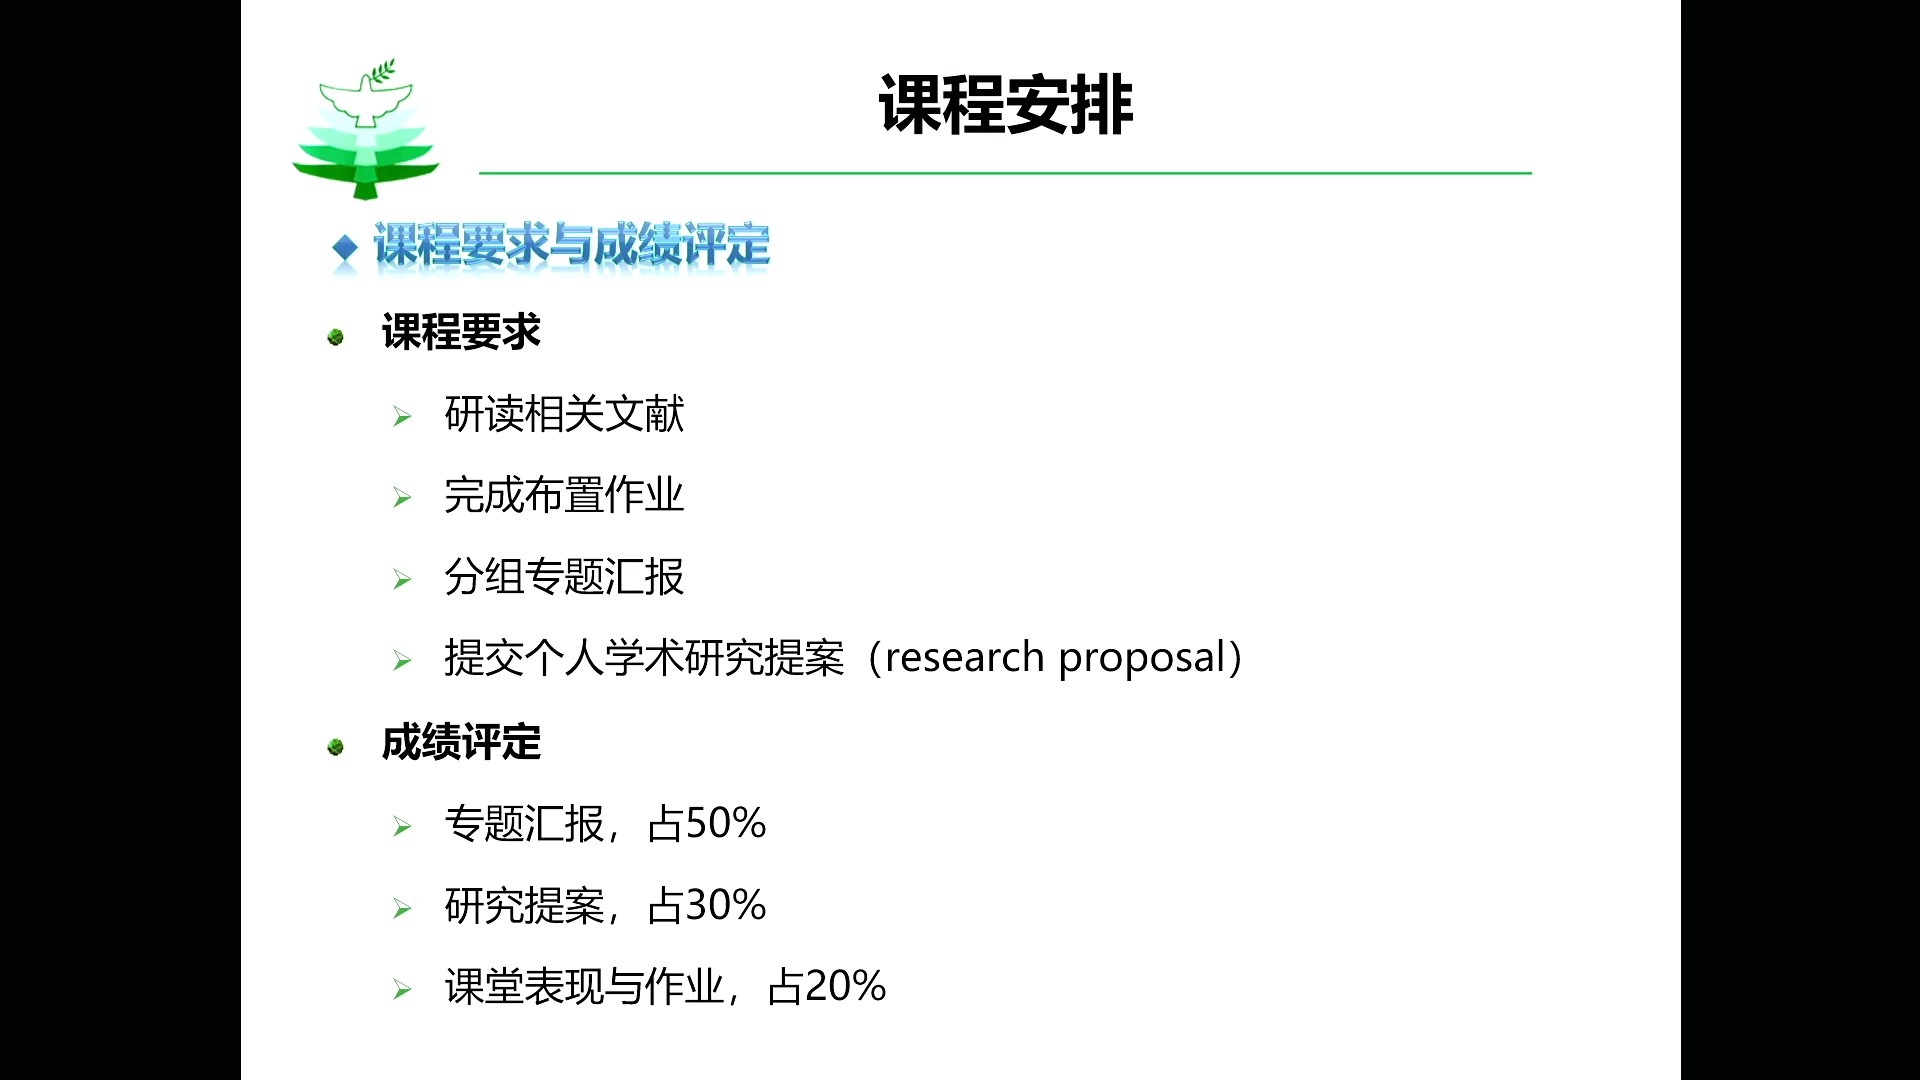 课程安排
课程要求与成绩评定
课程要求
研读相关文献
完成布置作业
分组专题汇报
提交个人学术研究提案（research proposal）
成绩评定
专题汇报，占50%
研究提案，占30%
课堂表现与作业，占20%